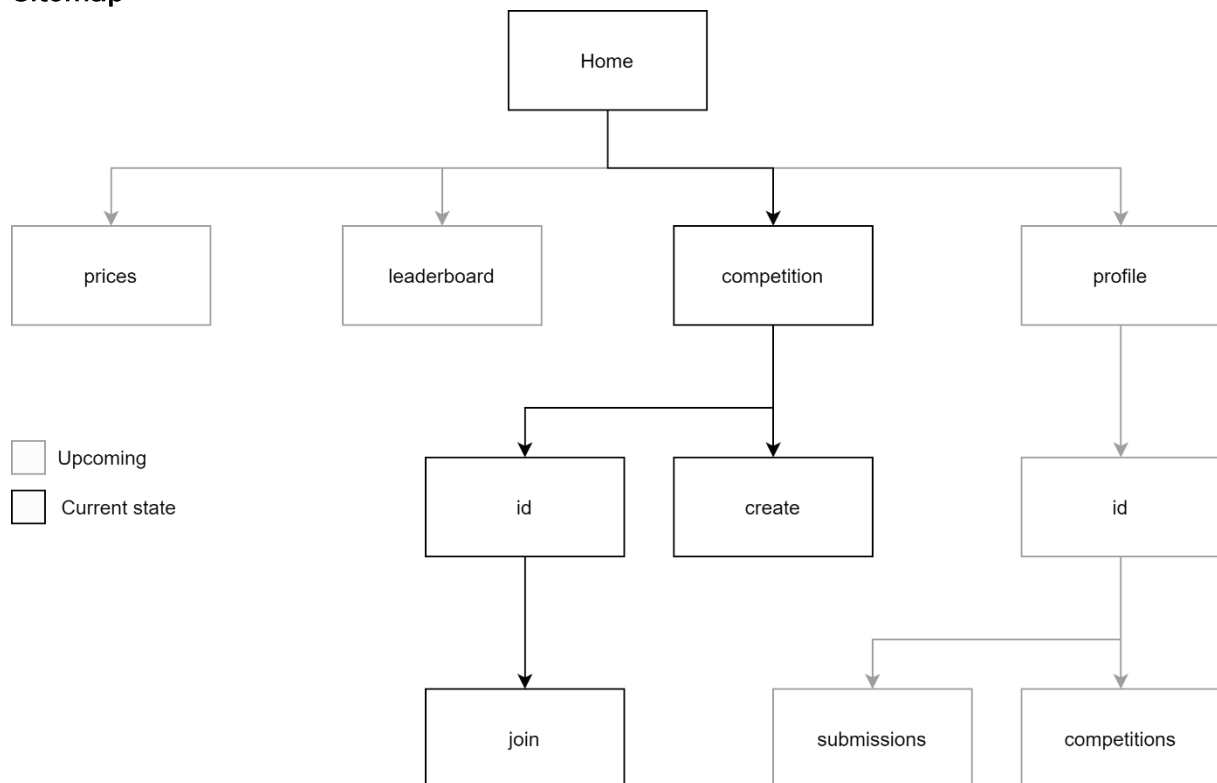 Sitemap
Home
prices
leaderboard
competition
profile
Upcoming
Current state
id
create
id
join
submissions
competitions